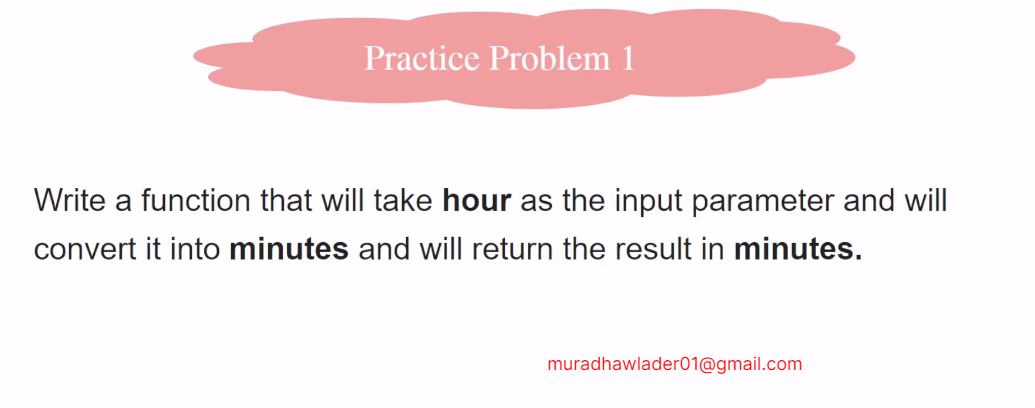 Practice Problem 1
Write a function that will take hour as the input parameter and will
convert it into minutes and will return the result in minutes.
muradhawlader01@gmail.com